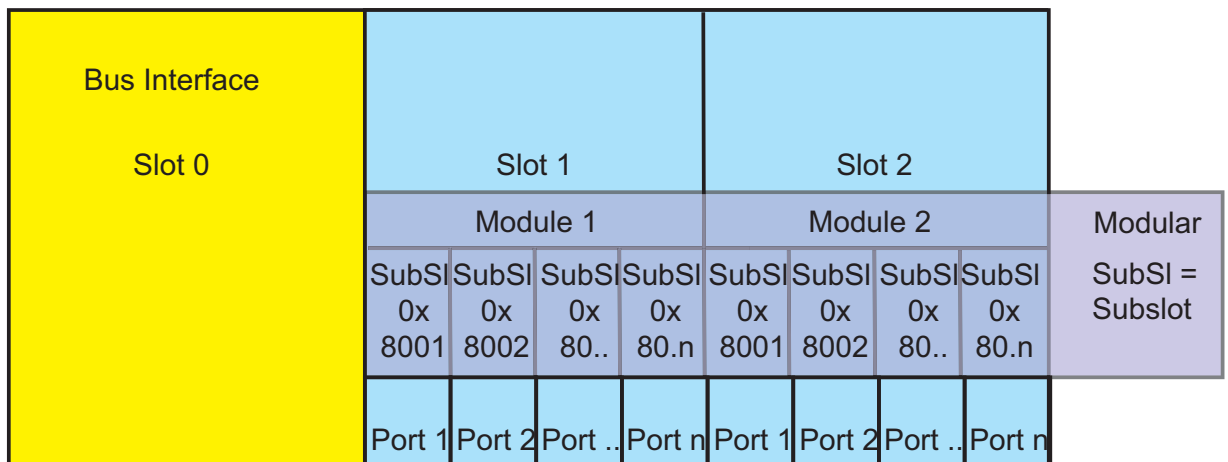 Bus Interface
Slot 0
Slot 1
Slot 2
Module 1
Module 2
Modular
SubSl
0x
8001
SubSl
0x
8002
SubSl
0x
80..
SubSl
0x
80.n
SubSl
0x
8001
SubSl
0x
8002
SubSl
0x
80..
SubSl
0x
80.n
SubSl =
Subslot
Port 1
Port 2
Port ..
Port n
Port 1
Port 2
Port ..
Port n